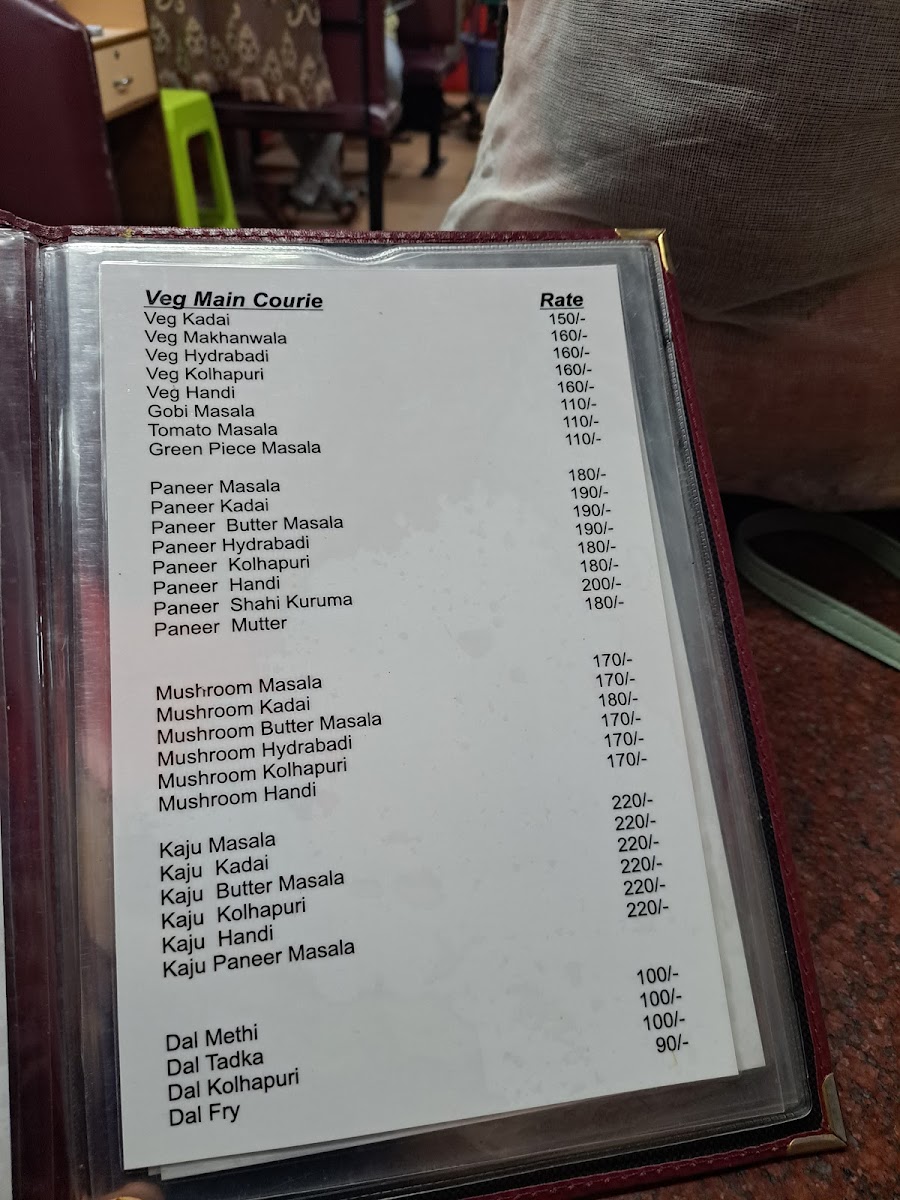 Veg Main Courie Rate
Veg Kadai 150/-
Veg Makhanwala 160/-
Veg Hydrabadi 160/-
Veg Kolhapuri 160/-
Veg Handi 160/-
Gobi Masala 110/-
Tomato Masala 110/-
Green Piece Masala 110/-
Paneer Masala 180/-
Paneer Kadai 190/-
Paneer Butter Masala 190/-
Paneer Hydrabadi 190/-
Paneer Kolhapuri 180/-
Paneer Handi 180/-
Paneer Shahi Kuruma 200/-
Paneer Mutter 180/-
Mushroom Masala 170/-
Mushroom Kadai 170/-
Mushroom Butter Masala 180/-
Mushroom Hydrabadi 170/-
Mushroom Kolhapuri 170/-
Mushroom Handi 170/-
Kaju Masala 220/-
Kaju Kadai 220/-
Kaju Butter Masala 220/-
Kaju Kolhapuri 220/-
Kaju Handi 220/-
Kaju Paneer Masala 220/-
Dal Methi 100/-
Dal Tadka 100/-
Dal Kolhapuri 100/-
Dal Fry 90/-